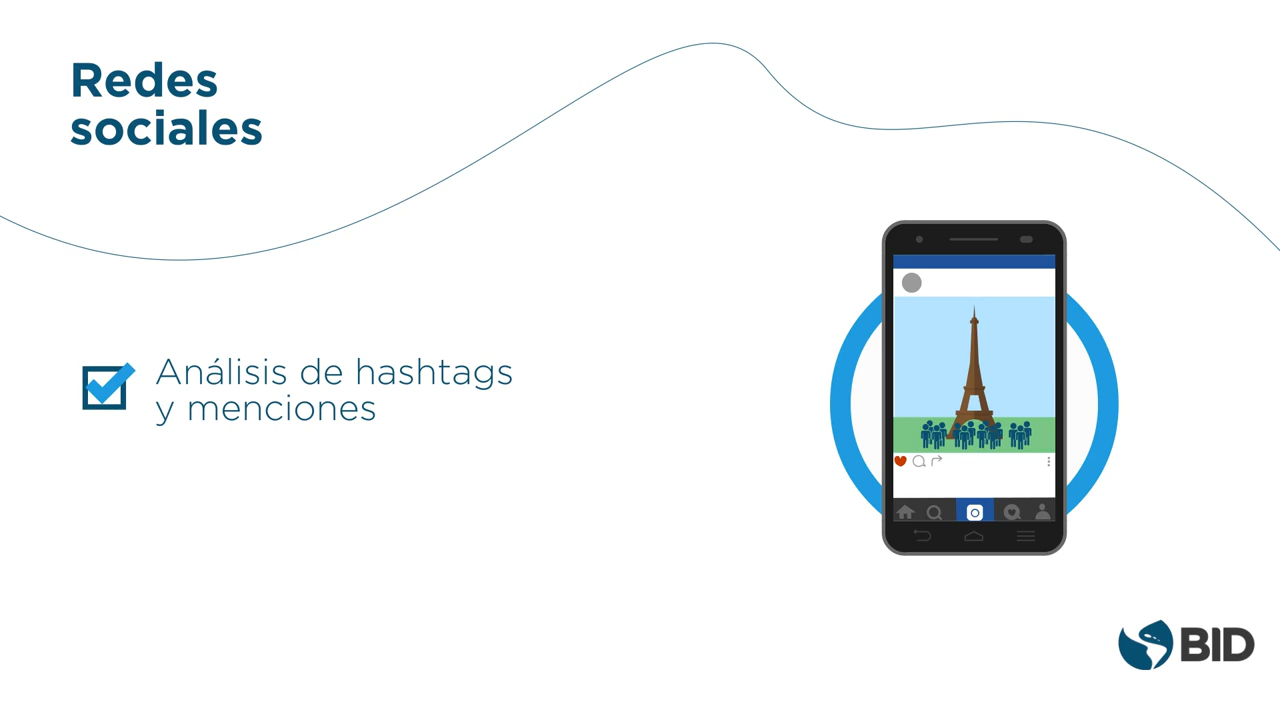 Redes
sociales
Análisis de hashtags
y menciones
BID